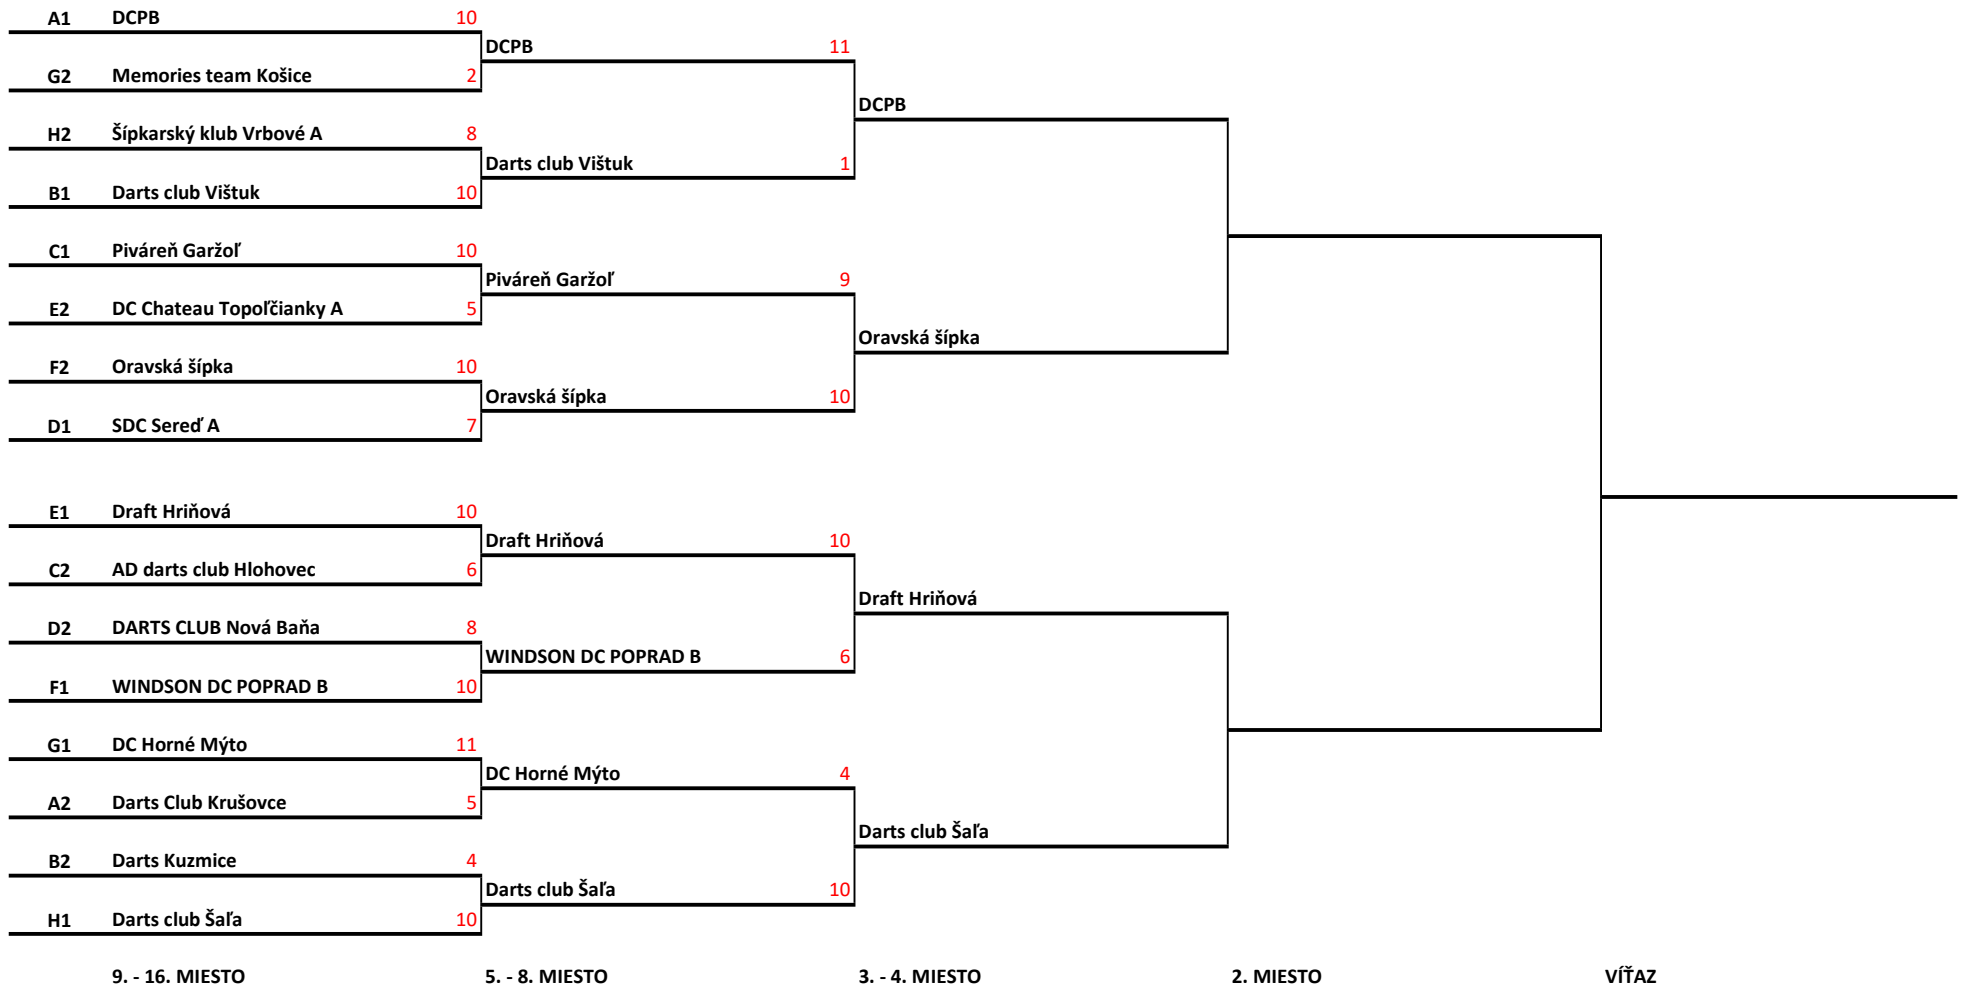 A1 DCPB 10
DCPB 11
G2 Memories team Košice 2
DCPB
H2 Šípkarský klub Vrbové A 8
Darts club Vištuk 1
B1 Darts club Vištuk 10
C1 Piváreň Garžoľ 10
Piváreň Garžoľ 9
E2 DC Chateau Topoľčianky A 5
Oravská šípka
F2 Oravská šípka 10
Oravská šípka 10
D1 SDC Sereď A 7
E1 Draft Hriňová 10
Draft Hriňová 10
C2 AD darts club Hlohovec 6
Draft Hriňová
D2 DARTS CLUB Nová Baňa 8
WINDSON DC POPRAD B 6
F1 WINDSON DC POPRAD B 10
G1 DC Horné Mýto 11
DC Horné Mýto 4
A2 Darts Club Krušovce 5
Darts club Šaľa
B2 Darts Kuzmice 4
Darts club Šaľa 10
H1 Darts club Šaľa 10
9. - 16. MIESTO 5. - 8. MIESTO 3. - 4. MIESTO 2. MIESTO VÍŤAZ